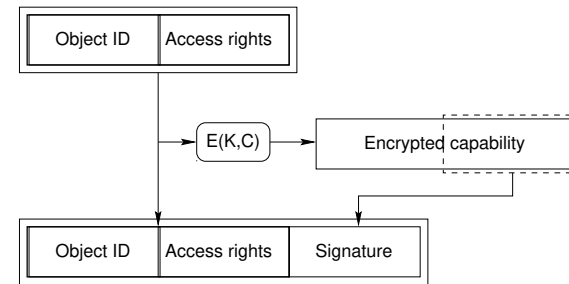 Object ID Access rights
E(K,C)
Encrypted capability
Object ID Access rights Signature